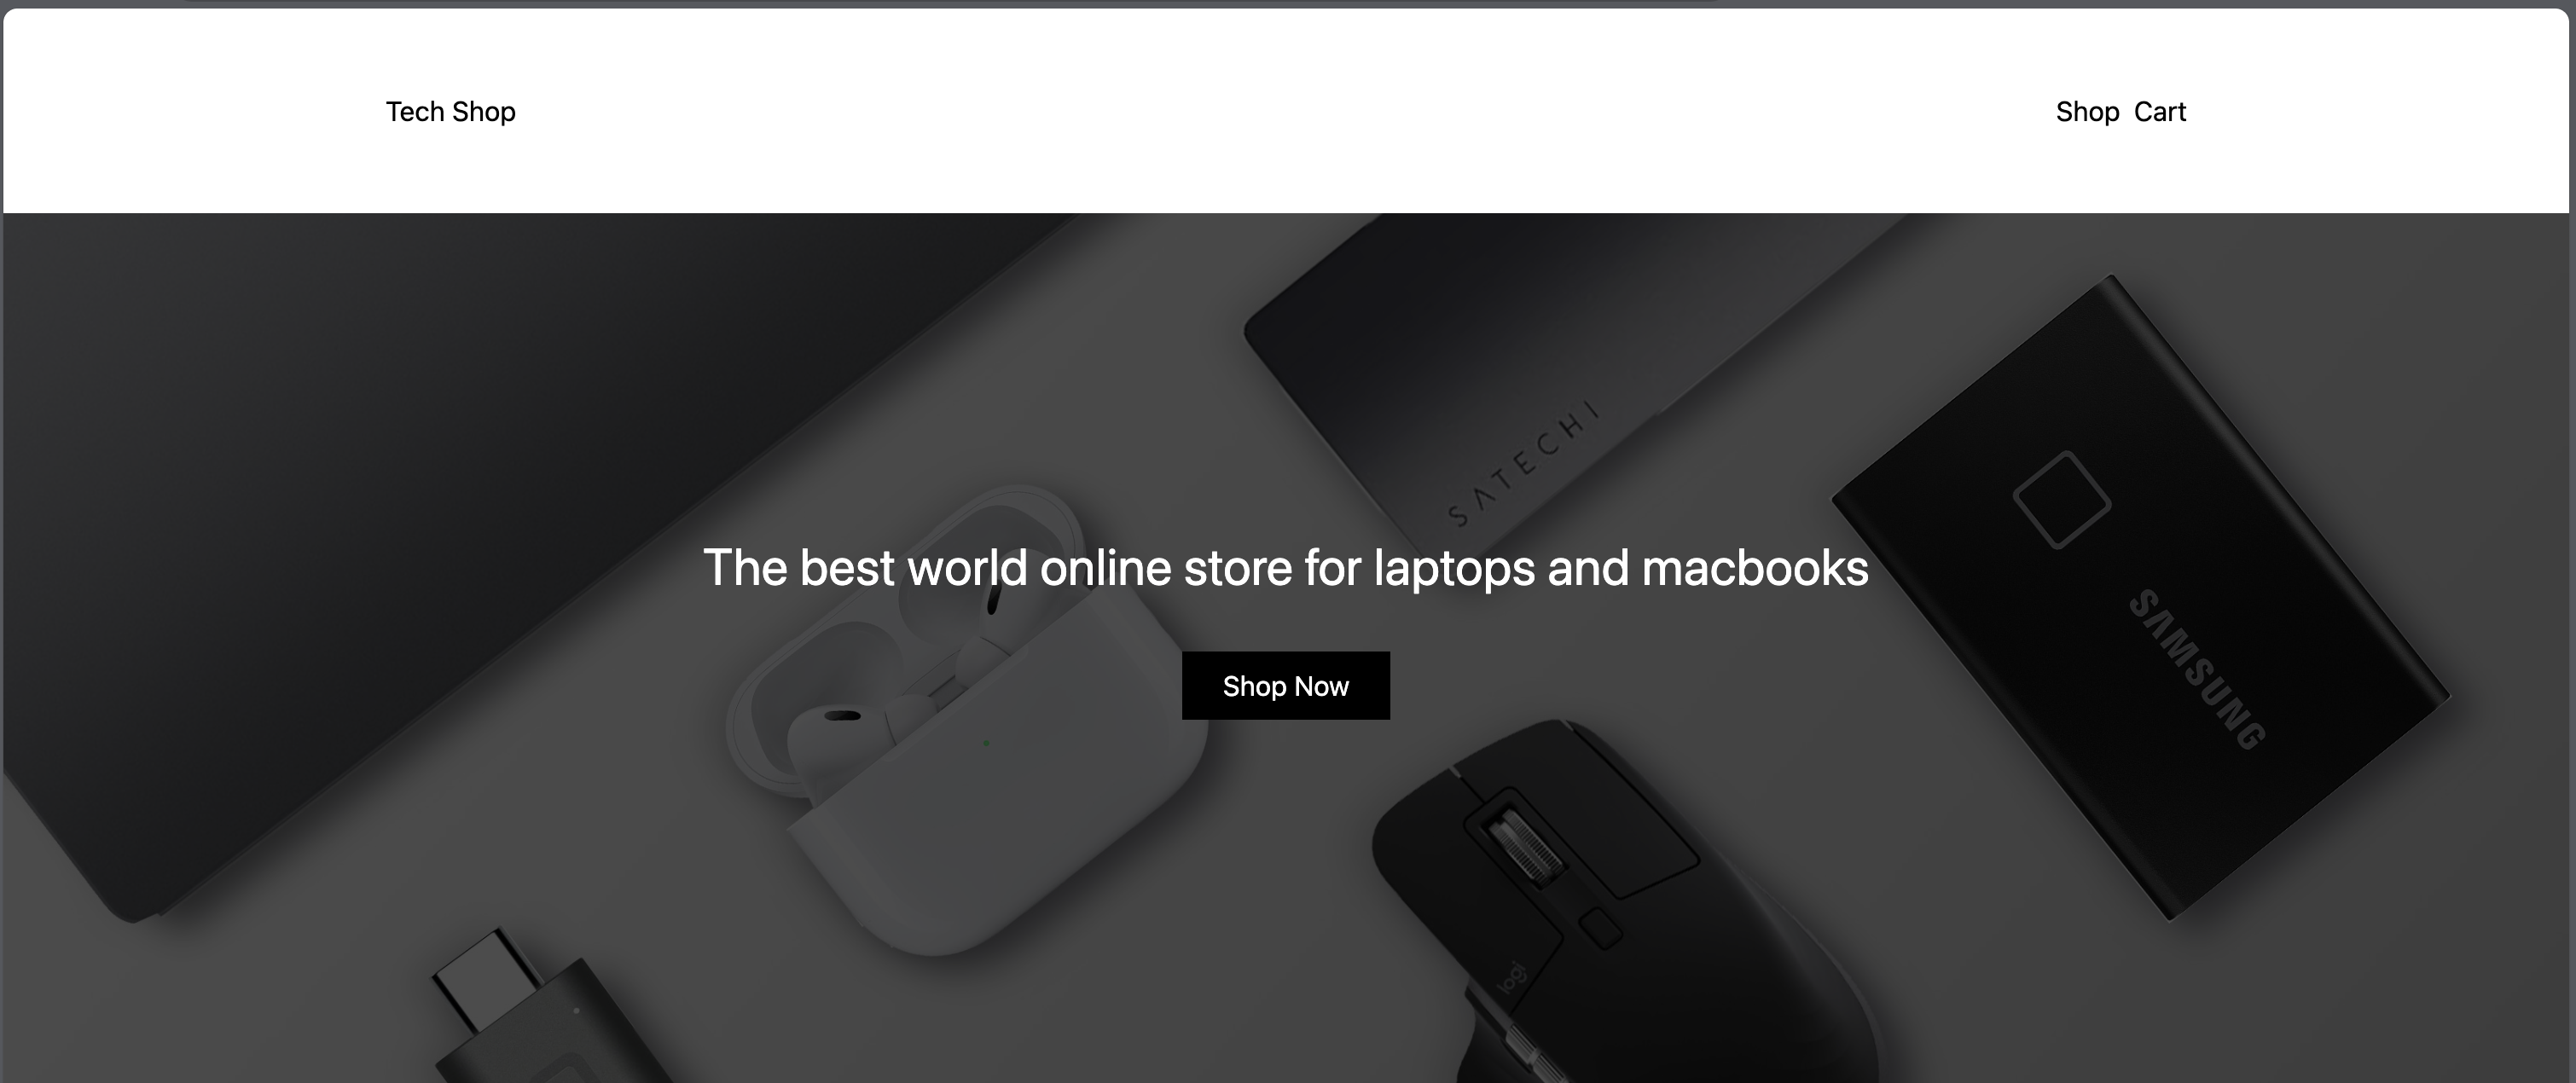 Tech Shop
Shop Cart
SATECHI
The best world online store for laptops and macbooks
SAMSUNG
Shop Now
logi